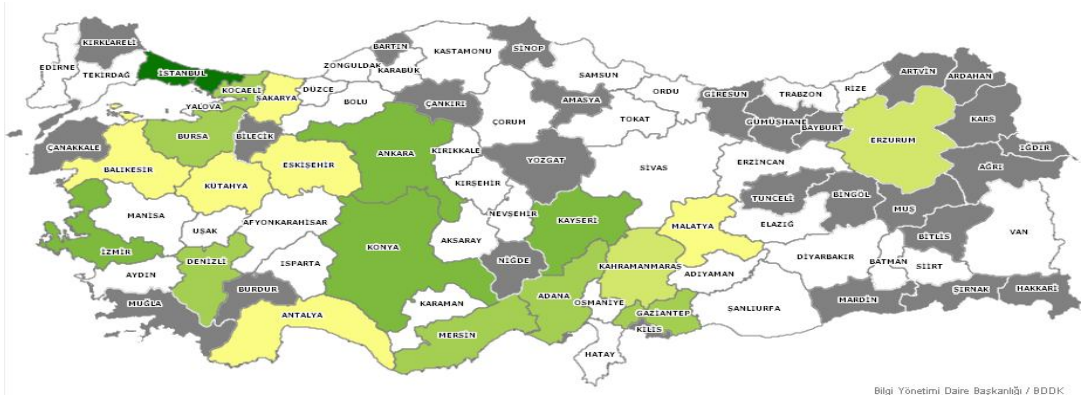 KIRKLARELİ
EDİRNE
TEKİRDAĞ
İSTANBUL
KOCAELİ
YALOVA
SAKARYA
DÜZCE
BOLU
ZONGULDAK
BARTIN
KARABÜK
KASTAMONU
SİNOP
ÇANKIRI
SAMSUN
AMASYA
ORDU
TOKAT
ÇORUM
GİRESUN
TRABZON
GÜMÜŞHANE
BAYBURT
RİZE
ARTVİN
ARDAHAN
KARS
IĞDIR
AĞRI
ERZURUM
ERZİNCAN
ÇANAKKALE
BURSA
BİLECİK
BALIKESİR
KÜTAHYA
ESKİŞEHİR
ANKARA
KIRIKKALE
KIRŞEHİR
YOZGAT
SİVAS
NEVŞEHİR
KAYSERİ
MALATYA
TUNCELİ
BİNGÖL
ELAZIĞ
MUŞ
BİTLİS
VAN
MANİSA
UŞAK
AFYONKARAHİSAR
İZMİR
DENİZLİ
ISPARTA
KONYA
AKSARAY
NİĞDE
AYDIN
MUĞLA
BURDUR
ANTALYA
KARAMAN
MERSİN
ADANA
KAHRAMANMARAŞ
OSMANİYE
GAZİANTEP
KİLİS
HATAY
ADIYAMAN
ŞANLIURFA
DİYARBAKIR
BATMAN
SİİRT
MARDİN
ŞIRNAK
HAKKARİ
Bilgi Yönetimi Daire Başkanlığı / BDDK